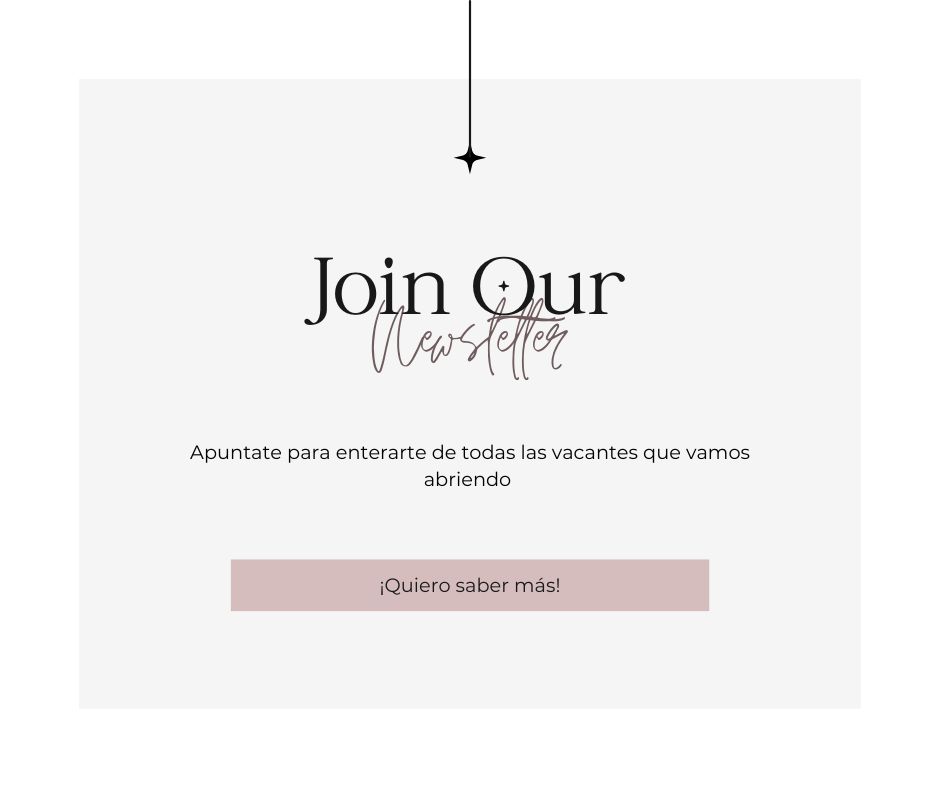 Join Our
Newsletter
Apuntate para enterarte de todas las vacantes que vamos
abriendo
¡Quiero saber más!